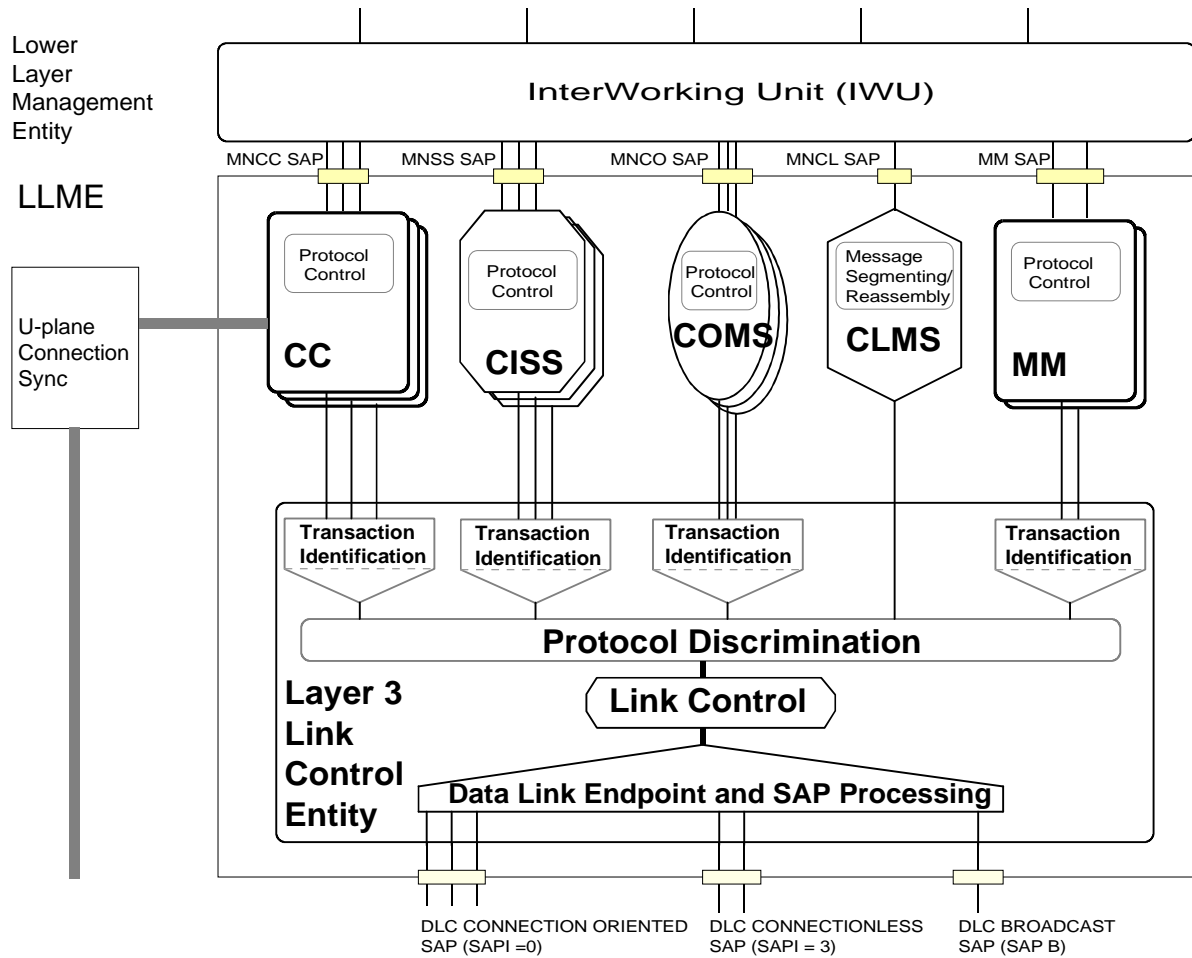 Lower
Layer
Management
Entity
InterWorking Unit (IWU)
MNCC SAP
MNSS SAP
MNCO SAP
MNCL SAP
MM SAP
LLME
Protocol
Control
CC
Protocol
Control
CISS
Protocol
Control
COMS
Message
Segmenting/
Reassembly
CLMS
Protocol
Control
MM
U-plane
Connection
Sync
Transaction
Identification
Transaction
Identification
Transaction
Identification
Transaction
Identification
Protocol Discrimination
Link Control
Layer 3
Link
Control
Entity
Data Link Endpoint and SAP Processing
DLC CONNECTION ORIENTED
SAP (SAPI =0)
DLC CONNECTIONLESS
SAP (SAPI = 3)
DLC BROADCAST
SAP (SAP B)